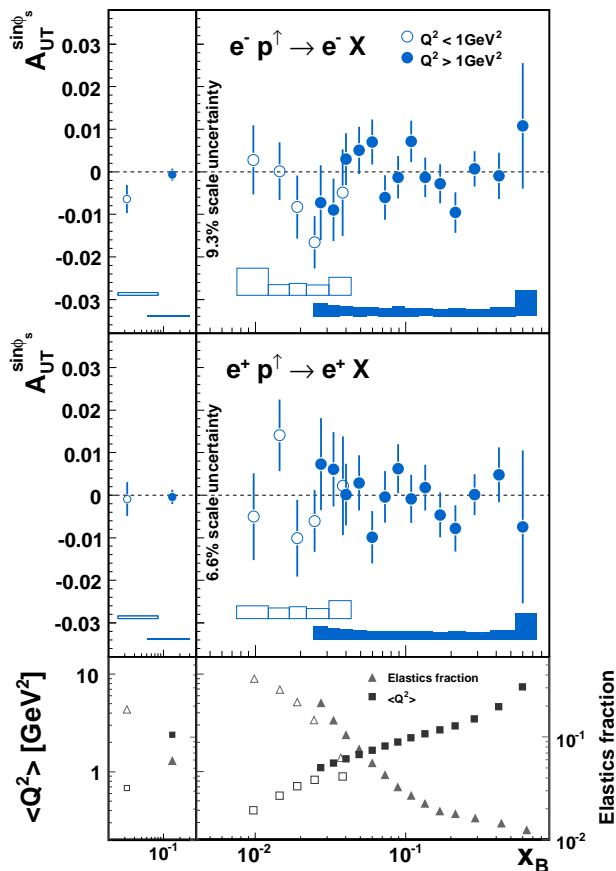 A_UT^sinφ_s
0.03
0.02
0.01
0
-0.01
-0.02
-0.03
9.3% scale uncertainty
e⁻ p↑ → e⁻ X
Q² < 1GeV²
Q² > 1GeV²
A_UT^sinφ_s
0.03
0.02
0.01
0
-0.01
-0.02
-0.03
6.6% scale uncertainty
e⁺ p↑ → e⁺ X
<Q²> [GeV²]
10
1
Elastics fraction
<Q²>
10⁻¹
10⁻²
Elastics fraction
10⁻¹
10⁻²
10⁻¹
x_B